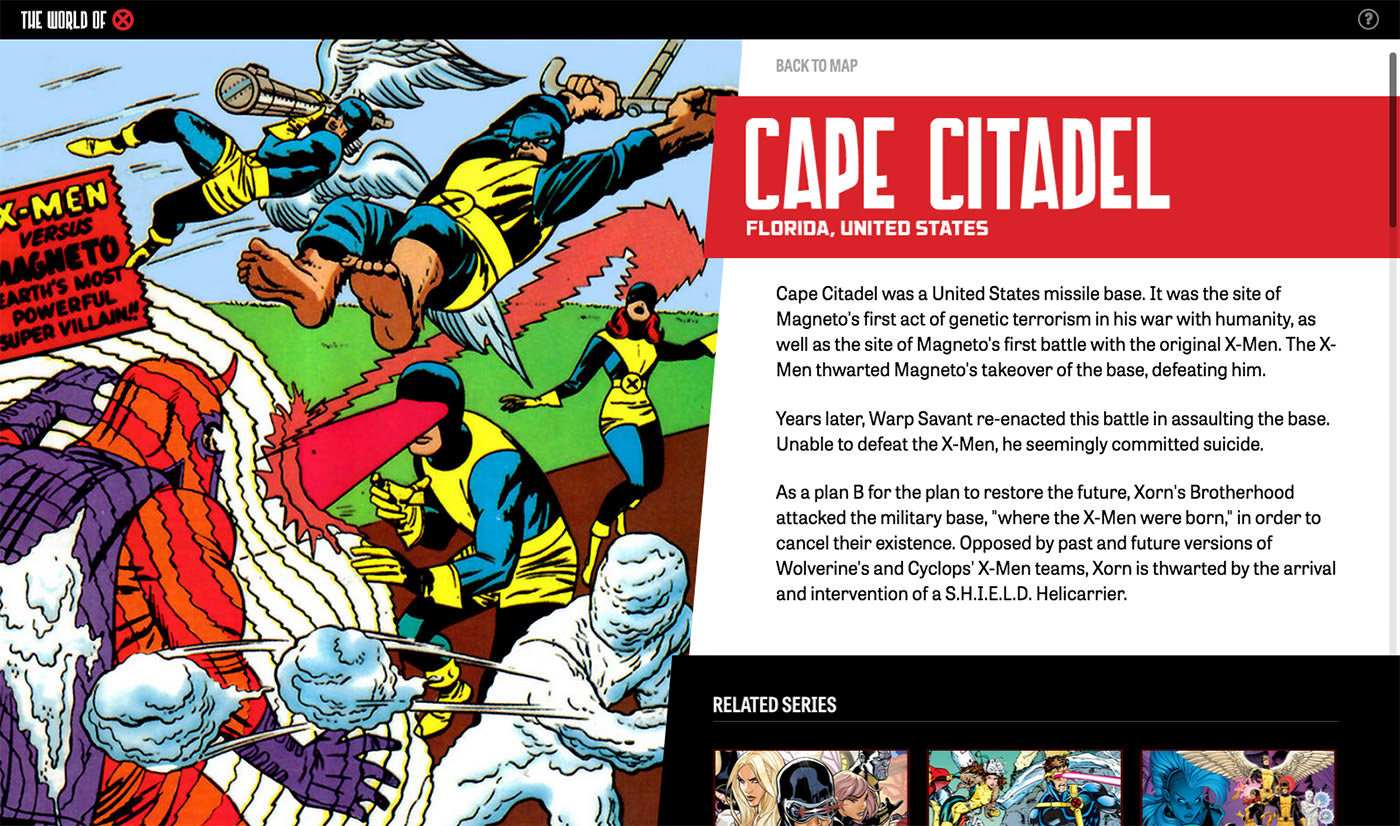 THE WORLD OF X
?
BACK TO MAP
CAPE CITADEL
FLORIDA, UNITED STATES
X-MEN
VERSUS
MAGNETO
EARTH'S MOST
POWERFUL
SUPER VILLAIN!!
Cape Citadel was a United States missile base. It was the site of
Magneto's first act of genetic terrorism in his war with humanity, as
well as the site of Magneto's first battle with the original X-Men. The X-
Men thwarted Magneto's takeover of the base, defeating him.
Years later, Warp Savant re-enacted this battle in assaulting the base.
Unable to defeat the X-Men, he seemingly committed suicide.
As a plan B for the plan to restore the future, Xorn's Brotherhood
attacked the military base, "where the X-Men were born," in order to
cancel their existence. Opposed by past and future versions of
Wolverine's and Cyclops' X-Men teams, Xorn is thwarted by the arrival
and intervention of a S.H.I.E.L.D. Helicarrier.
RELATED SERIES